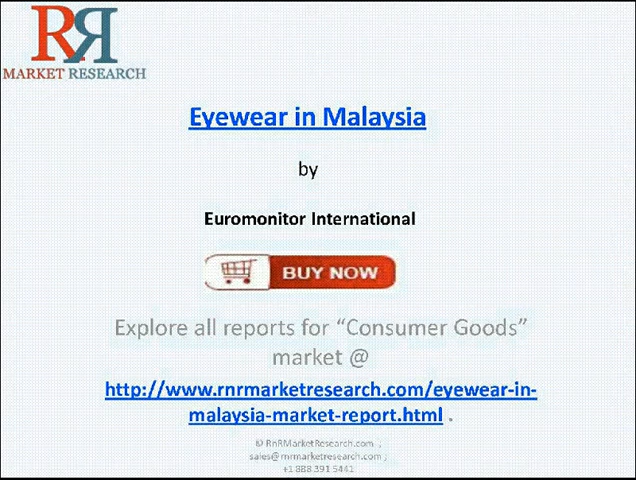 RR
MARKET RESEARCH
Eyewear in Malaysia
by
Euromonitor International
BUY NOW
Explore all reports for “Consumer Goods”
market @
http://www.rnrmarketresearch.com/eyewear-in-
malaysia-market-report.html .
© RnRMarketResearch.com ;
sales@rnrmarketresearch.com ;
+1 888 391 5441